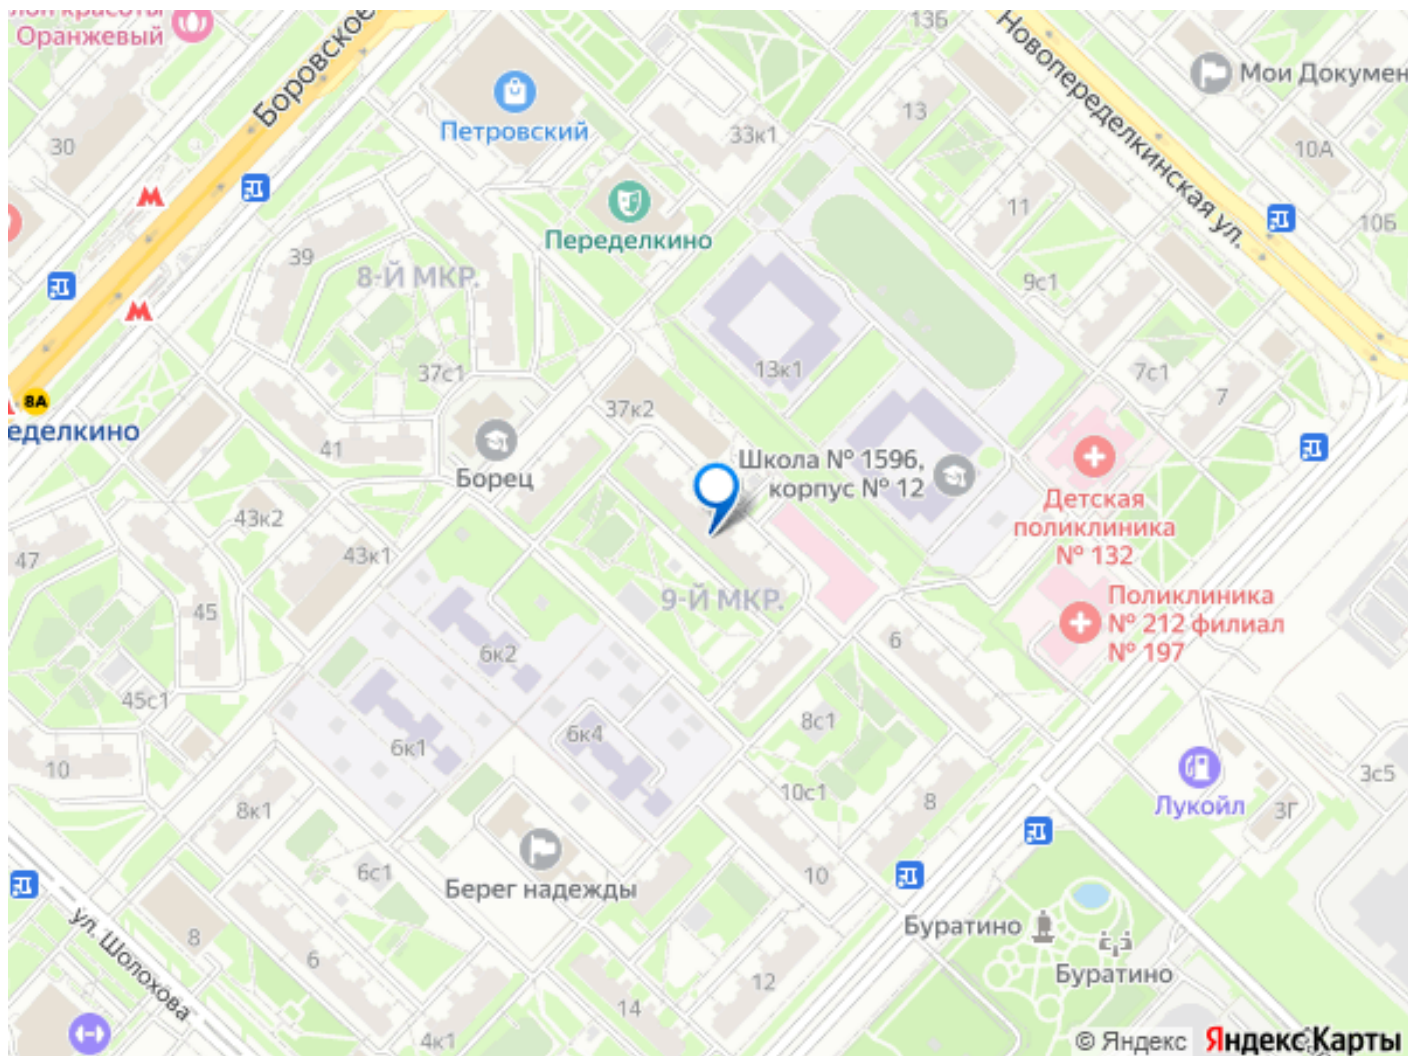 Оранжевый
Боровское
Петровский
30
39
8-Й МКР.
Переделкино
33к1
13Б
13
Новопеределкинская ул.
Мои Докумен
10А
10Б
11
9с1
13к1
7с1
7
37с1
37к2
41
Борец
Школа № 1596,
корпус № 12
Детская
поликлиника
№ 132
8А
еделкино
43к2
43к1
47
45
45с1
9-Й МКР.
Поликлиника
№ 212 филиал
№ 197
6
6к2
6к1
6к4
8с1
10с1
8
10
Лукойл
3с5
3Г
10
8к1
6с1
Берег надежды
Буратино
Буратино
ул. Шолохова
8
6
4к1
14
12
© Яндекс
Яндекс Карты